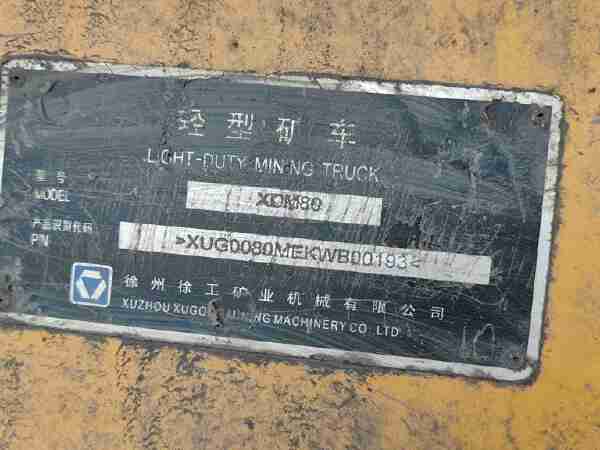 轻型矿车
LIGHT-DUTY MINING TRUCK
型号
MODEL XDM80
产品识别代码
PIN >XUG0080MEKWB00193<
徐州徐工矿业机械有限公司
XUZHOU XUGONG MINING MACHINERY CO. LTD